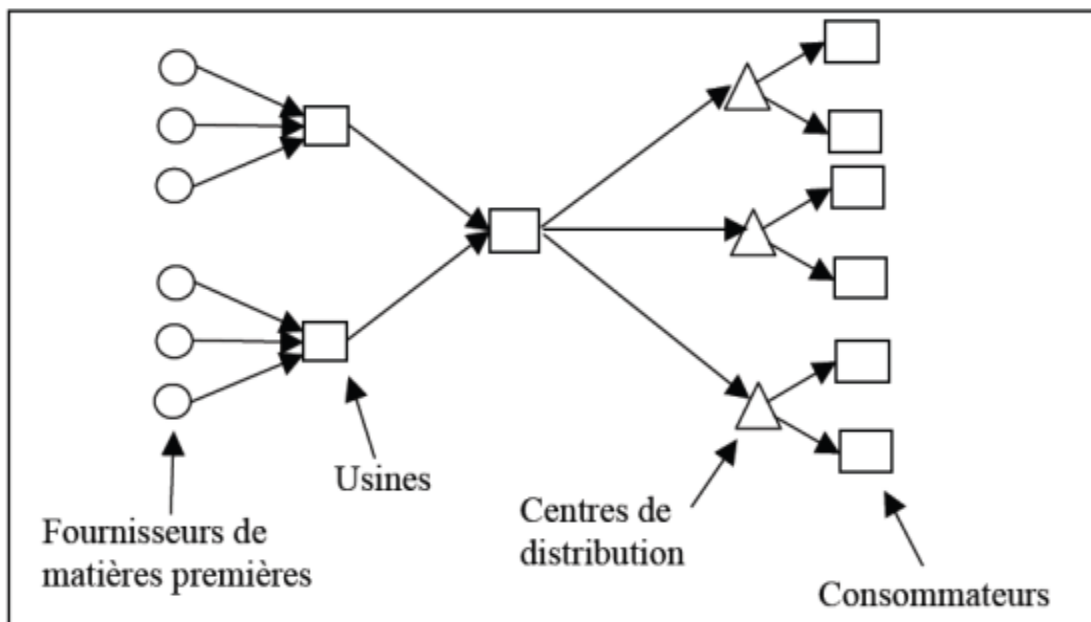 Usines
Fournisseurs de
matières premières
Centres de
distribution
Consommateurs